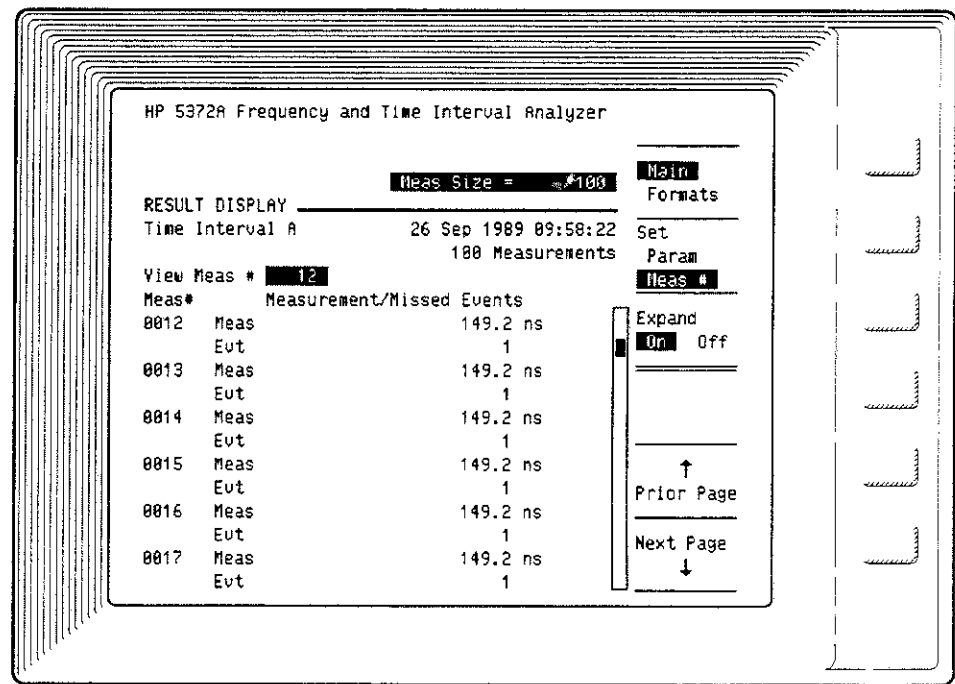 HP 5372A Frequency and Time Interval Analyzer
Meas Size = 100
RESULT DISPLAY
Time Interval A 26 Sep 1989 09:58:22
100 Measurements
View Meas # 12
Meas# Measurement/Missed Events
0012 Meas 149.2 ns
Evt 1
0013 Meas 149.2 ns
Evt 1
0014 Meas 149.2 ns
Evt 1
0015 Meas 149.2 ns
Evt 1
0016 Meas 149.2 ns
Evt 1
0017 Meas 149.2 ns
Evt 1
Main
Formats
Set
Param
Meas #
Expand
On Off
↑
Prior Page
Next Page
↓